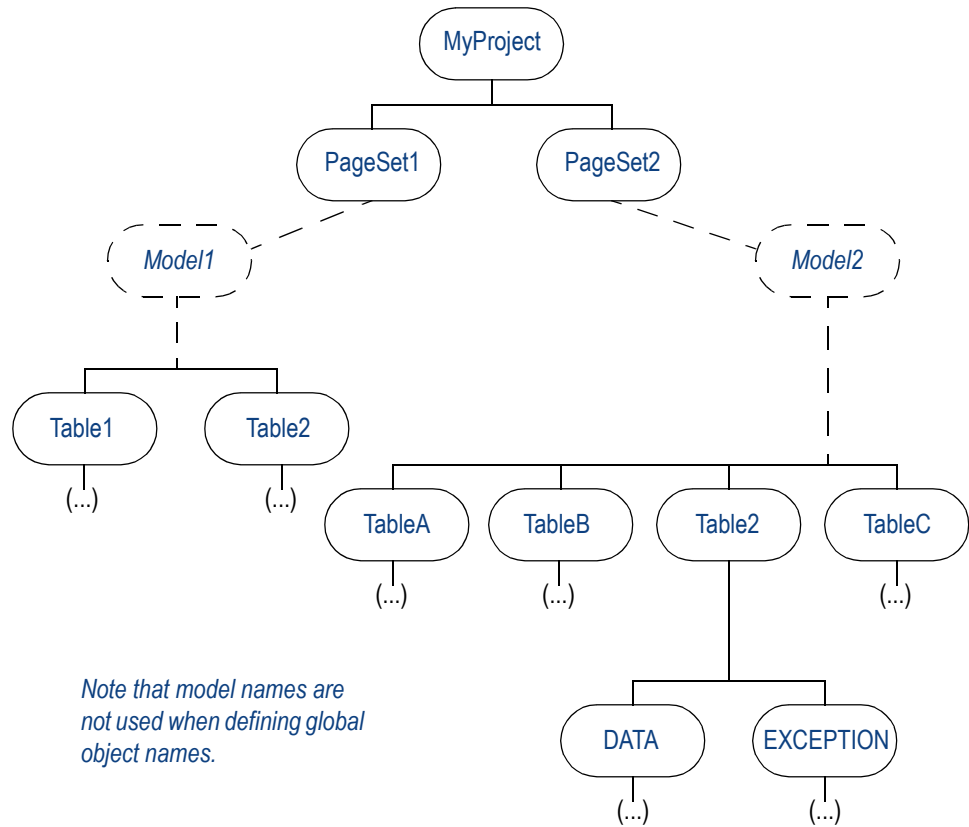 MyProject
PageSet1
PageSet2
Model1
Model2
Table1
Table2
(...)
(...)
TableA
TableB
Table2
TableC
(...)
(...)
(...)
Note that model names are
not used when defining global
object names.
DATA
EXCEPTION
(...)
(...)